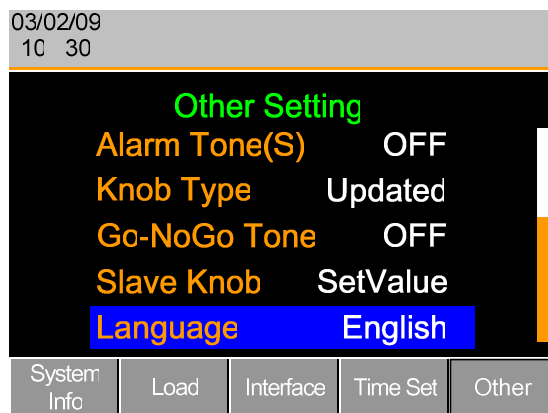 03/02/09
10 30
Other Setting
Alarm Tone(S) OFF
Knob Type Updated
Go-NoGo Tone OFF
Slave Knob SetValue
Language English
System Info
Load
Interface
Time Set
Other